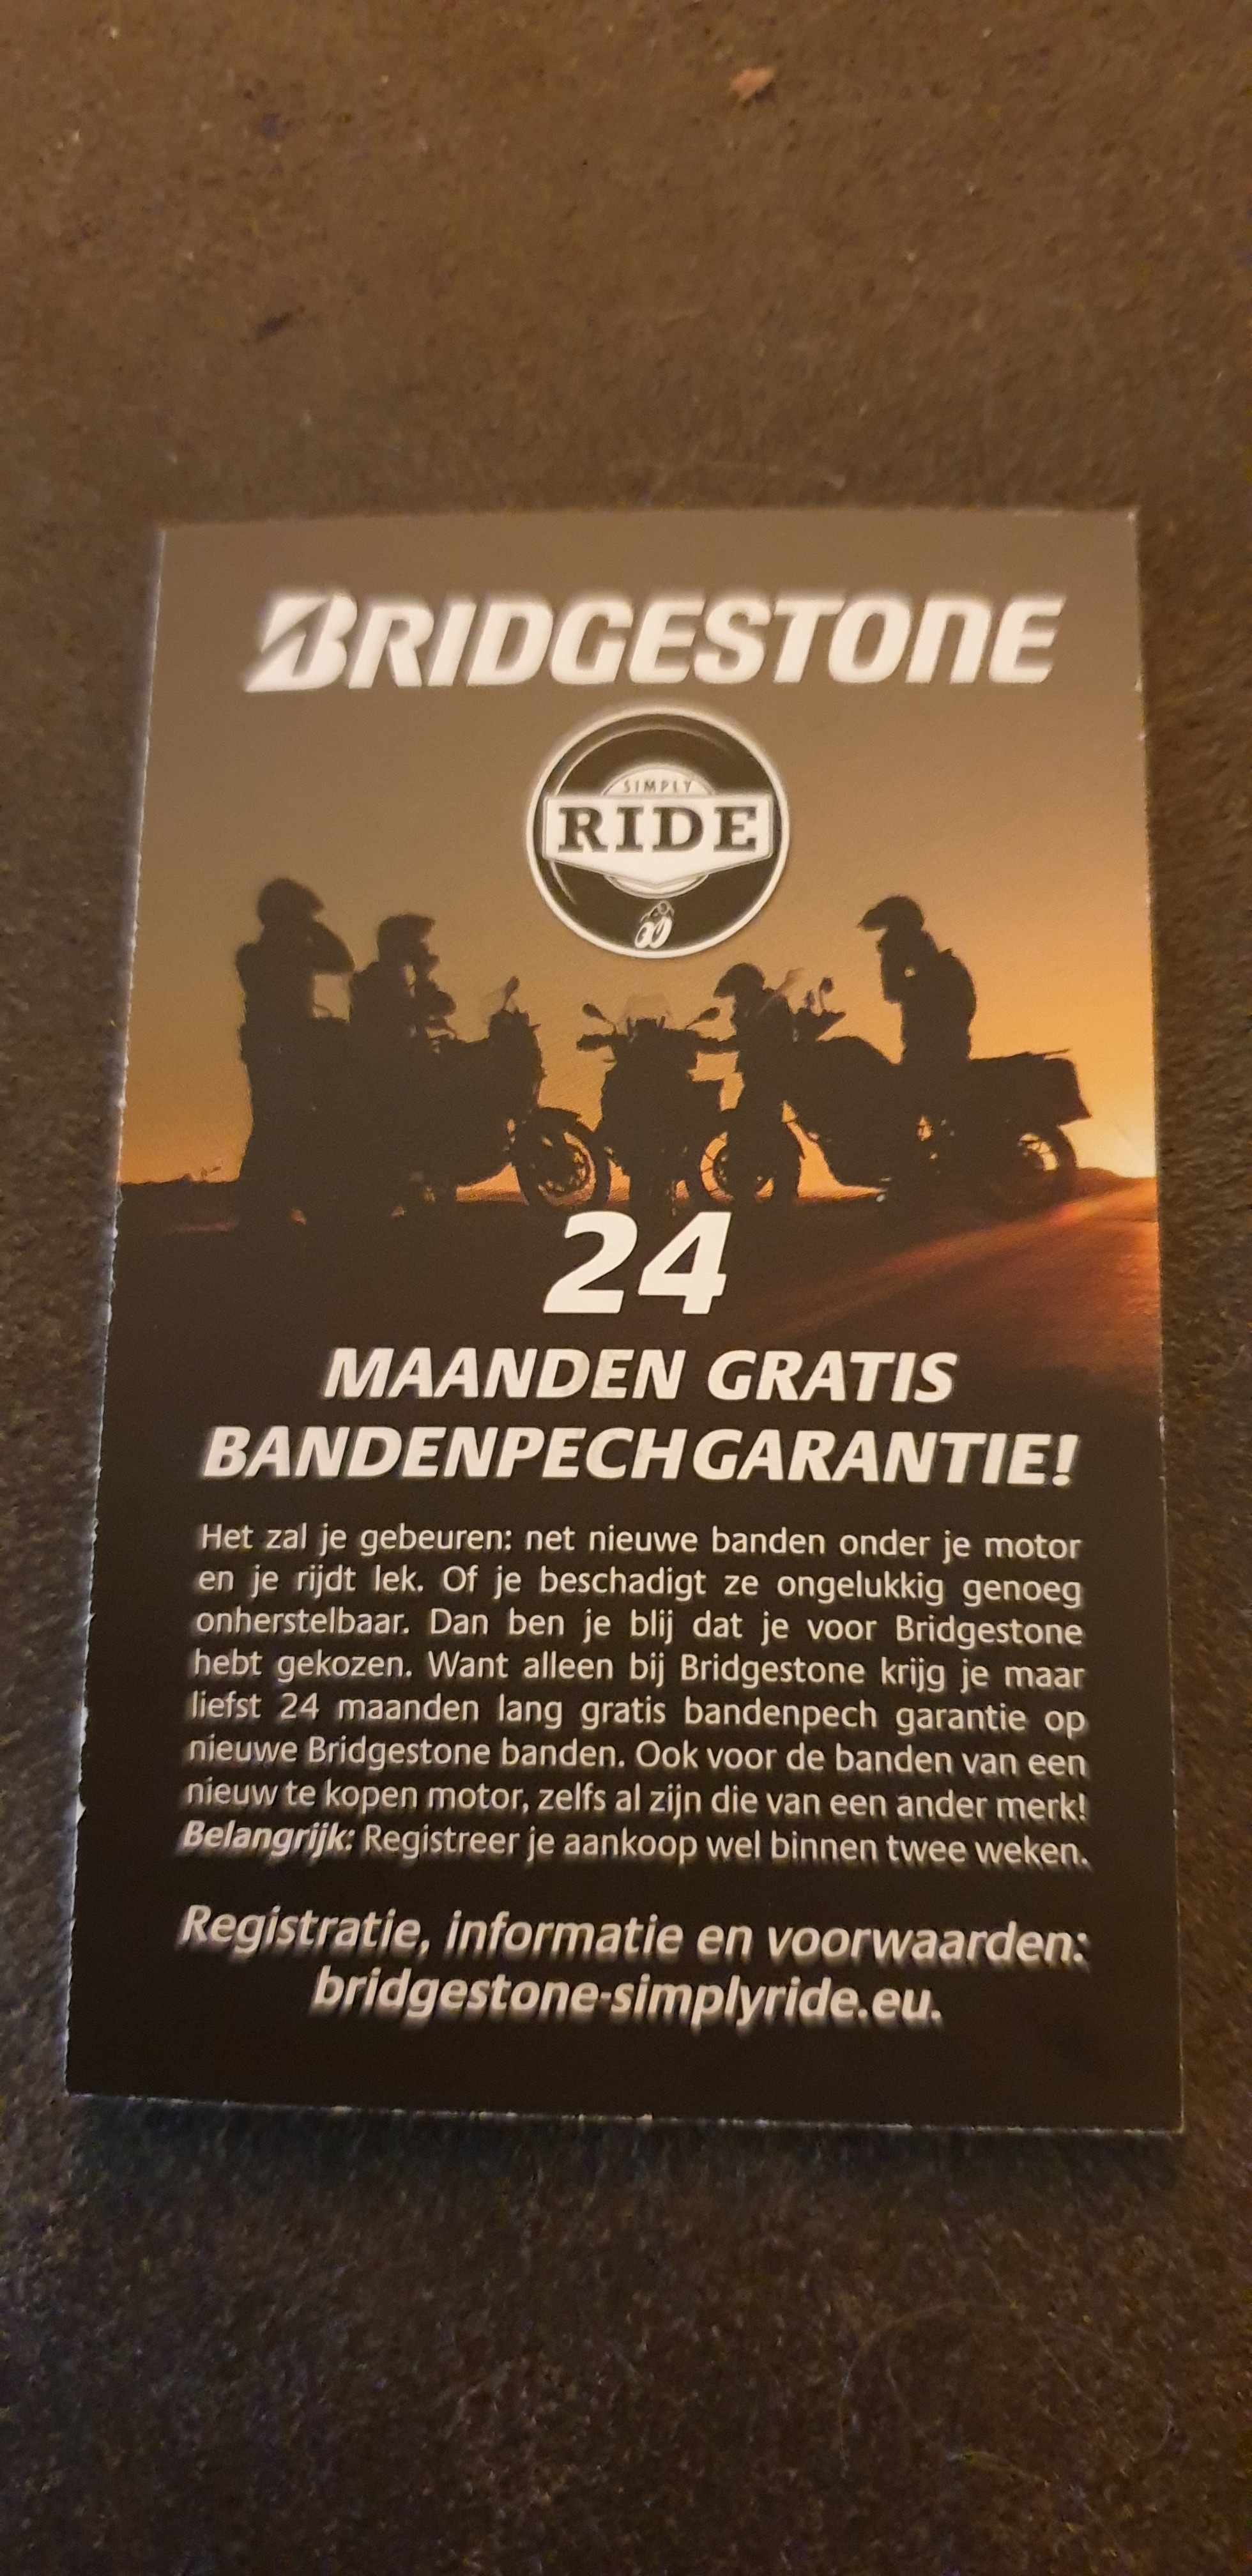 BRIDGESTONE
SIMPLY
RIDE
24
MAANDEN GRATIS
BANDENPECHGARANTIE!
Het zal je gebeuren: net nieuwe banden onder je motor
en je rijdt lek. Of je beschadigt ze ongelukkig genoeg
onherstelbaar. Dan ben je blij dat je voor Bridgestone
hebt gekozen. Want alleen bij Bridgestone krijg je maar
liefst 24 maanden lang gratis bandenpech garantie op
nieuwe Bridgestone banden. Ook voor de banden van een
nieuw te kopen motor, zelfs al zijn die van een ander merk!
Belangrijk: Registreer je aankoop wel binnen twee weken.
Registratie, informatie en voorwaarden:
bridgestone-simplyride.eu.